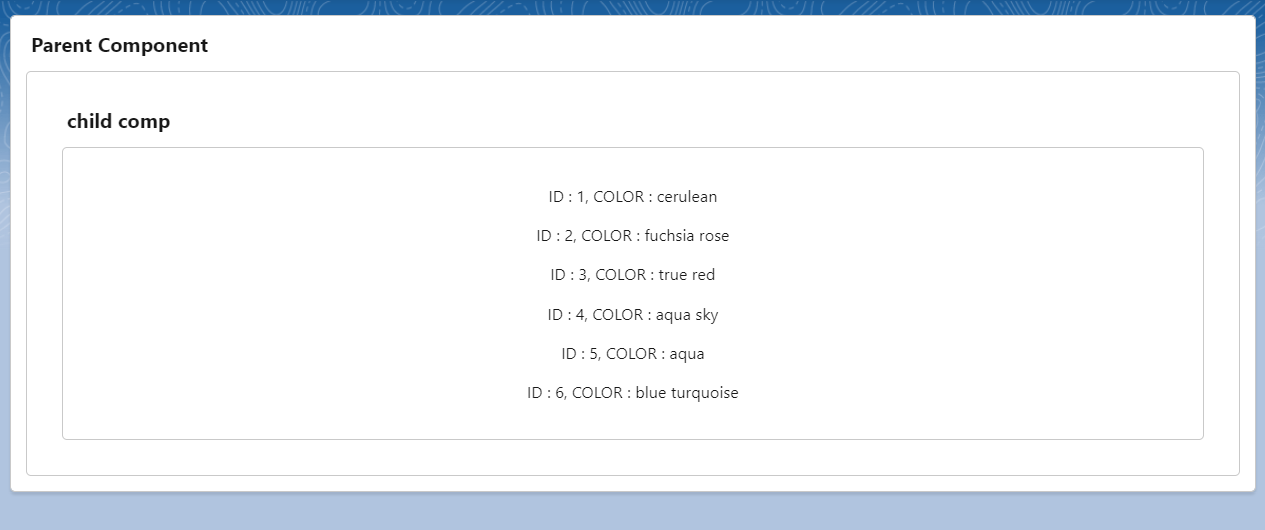 Parent Component
child comp
ID : 1, COLOR : cerulean
ID : 2, COLOR : fuchsia rose
ID : 3, COLOR : true red
ID : 4, COLOR : aqua sky
ID : 5, COLOR : aqua
ID : 6, COLOR : blue turquoise